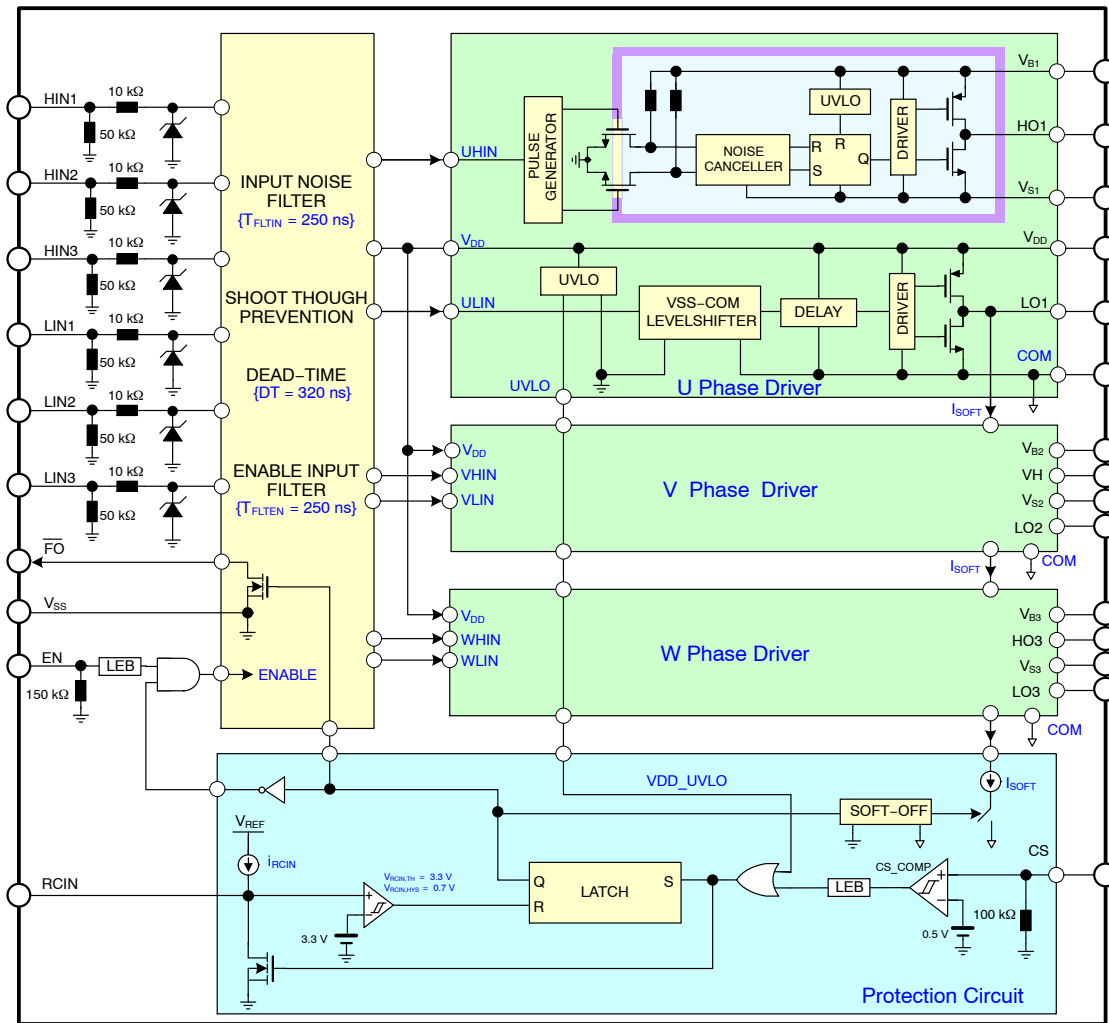 HIN1
10 kΩ
50 kΩ
HIN2
10 kΩ
50 kΩ
HIN3
10 kΩ
50 kΩ
LIN1
10 kΩ
50 kΩ
LIN2
10 kΩ
50 kΩ
LIN3
10 kΩ
50 kΩ
FO
VSS
EN
LEB
150 kΩ
ENABLE
INPUT NOISE
FILTER
{TFLTIN = 250 ns}
SHOOT THOUGH
PREVENTION
DEAD-TIME
{DT = 320 ns}
ENABLE INPUT
FILTER
{TFLTEN = 250 ns}
UHIN
PULSE
GENERATOR
NOISE
CANCELLER
UVLO
R
R
S
Q
DRIVER
VB1
HO1
VS1
VDD
VDD
UVLO
ULIN
VSS-COM
LEVELSHIFTER
DELAY
DRIVER
LO1
COM
UVLO
U Phase Driver
ISOFT
VDD
VHIN
VLIN
V Phase Driver
VB2
VH
VS2
LO2
COM
ISOFT
VDD
WHIN
WLIN
W Phase Driver
VB3
HO3
VS3
LO3
COM
VDD_UVLO
ISOFT
SOFT-OFF
VREF
iRCIN
RCIN
VRCIN,TH = 3.3 V
VRCIN,HYS = 0.7 V
+
−
3.3 V
Q
R
LATCH
S
LEB
CS_COMP
+
−
0.5 V
CS
100 kΩ
Protection Circuit